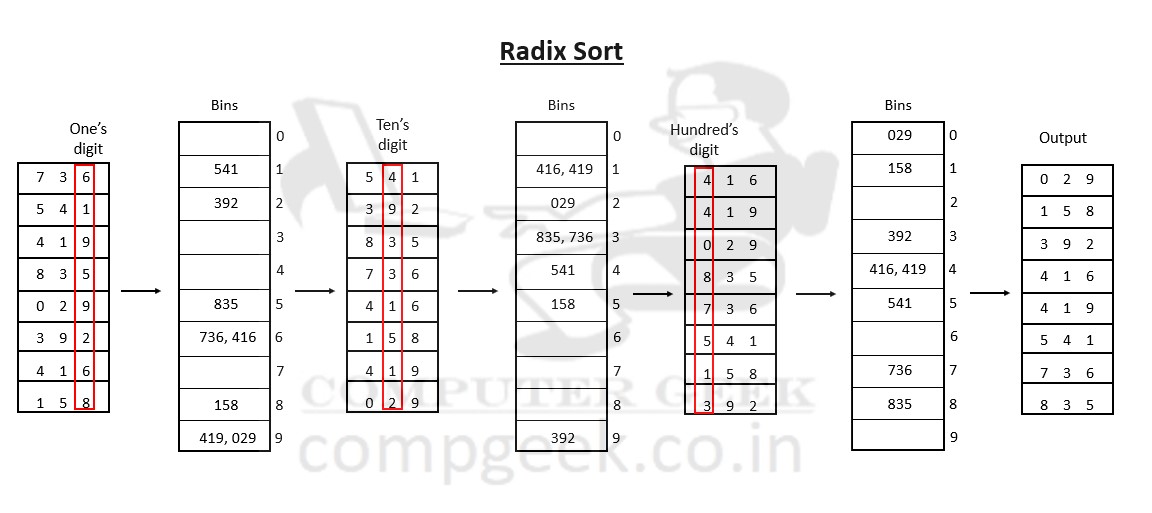 Radix Sort
One's
digit
7 3 6
5 4 1
4 1 9
8 3 5
0 2 9
3 9 2
4 1 6
1 5 8
Bins
0
541 1
392 2
3
4
835 5
736, 416 6
7
158 8
419, 029 9
Ten's
digit
5 4 1
3 9 2
8 3 5
7 3 6
4 1 6
1 5 8
4 1 9
0 2 9
Bins
0
416, 419 1
029 2
835, 736 3
541 4
158 5
6
7
8
392 9
Hundred's
digit
4 1 6
4 1 9
0 2 9
8 3 5
7 3 6
5 4 1
1 5 8
3 9 2
Bins
029 0
158 1
2
392 3
416, 419 4
541 5
6
736 7
835 8
9
Output
0 2 9
1 5 8
3 9 2
4 1 6
4 1 9
5 4 1
7 3 6
8 3 5
COMPUTER GEEK
compgeek.co.in